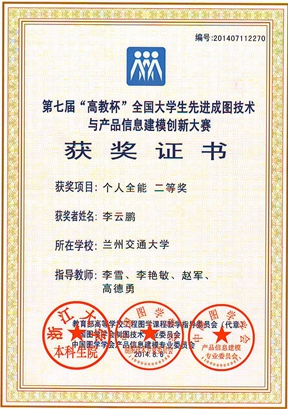 编号:201407112270
第七届“高教杯”全国大学生先进成图技术
与产品信息建模创新大赛
获奖证书
获奖项目: 个人全能 二等奖
获奖者姓名: 李云鹏
所在学校: 兰州交通大学
指导教师: 李雪、李艳敏、赵军、
高德勇
教育部高等学校工程图学课程教学指导委员会（代章）
中国图学学会制图技术专业委员会
中国图学学会产品信息建模专业委员会
2014.8.6
浙江大
本科生院
产品信息建模
专业委员会